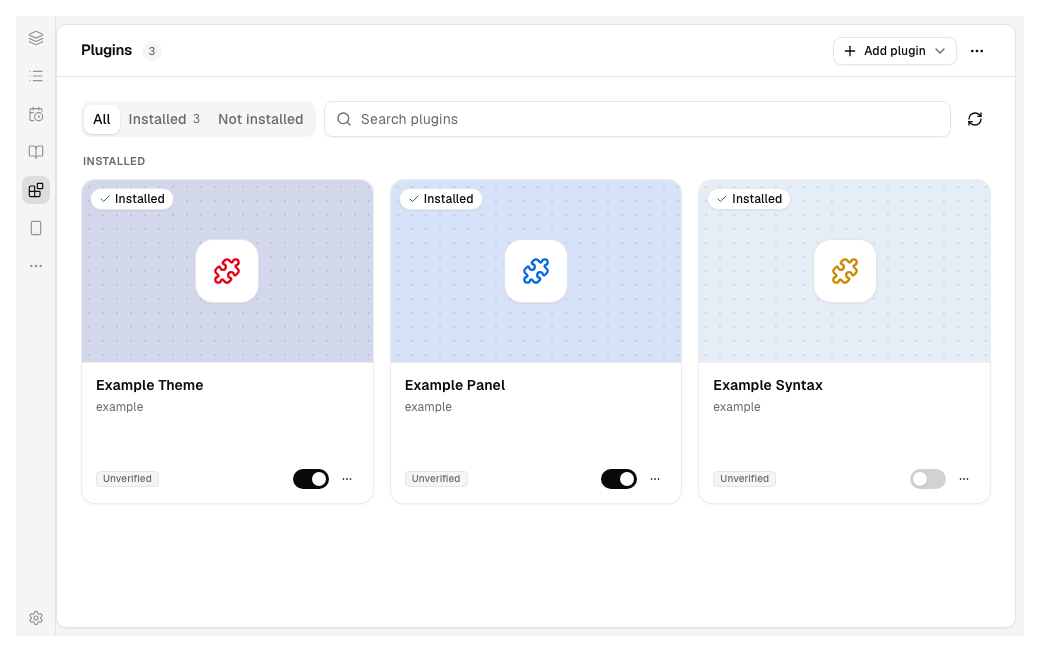 Plugins 3
Add plugin
All Installed 3 Not installed
Search plugins
INSTALLED
Installed
Example Theme
example
Unverified
Installed
Example Panel
example
Unverified
Installed
Example Syntax
example
Unverified